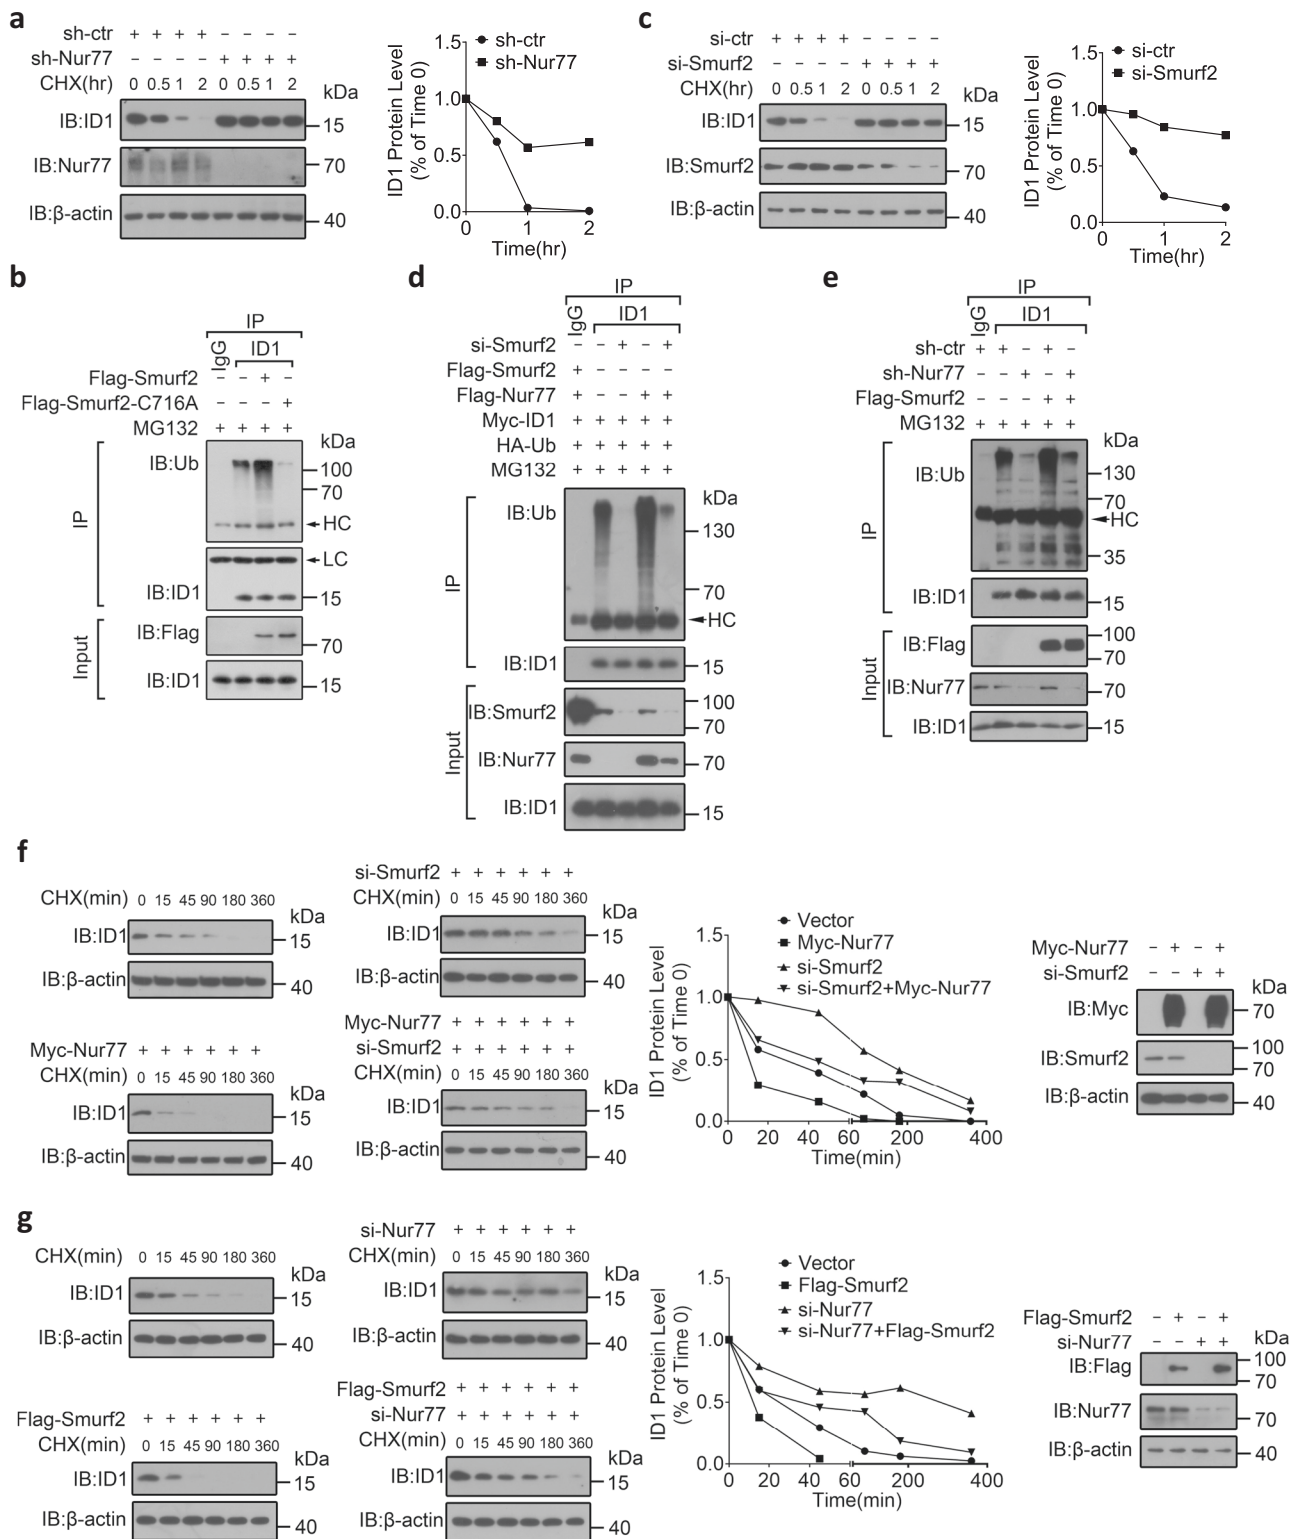 a
sh-ctr + + + + − − − −
sh-Nur77 − − − − + + + +
CHX(hr) 0 0.5 1 2 0 0.5 1 2
kDa
IB:ID1 15
IB:Nur77 70
IB:β-actin 40
sh-ctr
sh-Nur77
ID1 Protein Level
(% of Time 0)
1.5
1.0
0.5
0.0
0 1 2
Time(hr)
c
si-ctr + + + + − − − −
si-Smurf2 − − − − + + + +
CHX(hr) 0 0.5 1 2 0 0.5 1 2
kDa
IB:ID1 15
IB:Smurf2 70
IB:β-actin 40
si-ctr
si-Smurf2
ID1 Protein Level
(% of Time 0)
1.5
1.0
0.5
0.0
0 1 2
Time(hr)
b
IP
IgG ID1
Flag-Smurf2 − − + −
Flag-Smurf2-C716A − − − +
MG132 + + + +
kDa
IP
IB:Ub 100
70
HC
LC
IB:ID1 15
Input
IB:Flag 70
IB:ID1 15
d
IP
IgG ID1
si-Smurf2 − − + − +
Flag-Smurf2 + − − − −
Flag-Nur77 + − − + +
Myc-ID1 + + + + +
HA-Ub + + + + +
MG132 + + + + +
kDa
IP
IB:Ub 130
70
HC
IB:ID1 15
Input
IB:Smurf2 100
70
IB:Nur77 70
IB:ID1 15
e
IP
IgG ID1
sh-ctr + + − + −
sh-Nur77 − − + − +
Flag-Smurf2 − − − + +
MG132 + + + + +
kDa
IP
IB:Ub 130
70
HC
35
IB:ID1 15
Input
IB:Flag 100
70
IB:Nur77 70
IB:ID1 15
f
CHX(min) 0 15 45 90 180 360
kDa
IB:ID1 15
IB:β-actin 40
Myc-Nur77 + + + + + +
CHX(min) 0 15 45 90 180 360
kDa
IB:ID1 15
IB:β-actin 40
si-Smurf2 + + + + + +
CHX(min) 0 15 45 90 180 360
kDa
IB:ID1 15
IB:β-actin 40
Myc-Nur77 + + + + + +
si-Smurf2 + + + + + +
CHX(min) 0 15 45 90 180 360
kDa
IB:ID1 15
IB:β-actin 40
Vector
Myc-Nur77
si-Smurf2
si-Smurf2+Myc-Nur77
ID1 Protein Level
(% of Time 0)
1.5
1.0
0.5
0.0
0 20 40 60 200 400
Time(min)
Myc-Nur77 − + − +
si-Smurf2 − − + +
kDa
IB:Myc 70
IB:Smurf2 100
70
IB:β-actin 40
g
CHX(min) 0 15 45 90 180 360
kDa
IB:ID1 15
IB:β-actin 40
Flag-Smurf2 + + + + + +
CHX(min) 0 15 45 90 180 360
kDa
IB:ID1 15
IB:β-actin 40
si-Nur77 + + + + + +
CHX(min) 0 15 45 90 180 360
kDa
IB:ID1 15
IB:β-actin 40
Flag-Smurf2 + + + + + +
si-Nur77 + + + + + +
CHX(min) 0 15 45 90 180 360
kDa
IB:ID1 15
IB:β-actin 40
Vector
Flag-Smurf2
si-Nur77
si-Nur77+Flag-Smurf2
ID1 Protein Level
(% of Time 0)
1.5
1.0
0.5
0.0
0 20 40 60 200 400
Time(min)
Flag-Smurf2 − + − +
si-Nur77 − − + +
kDa
IB:Flag 100
70
IB:Nur77 70
IB:β-actin 40